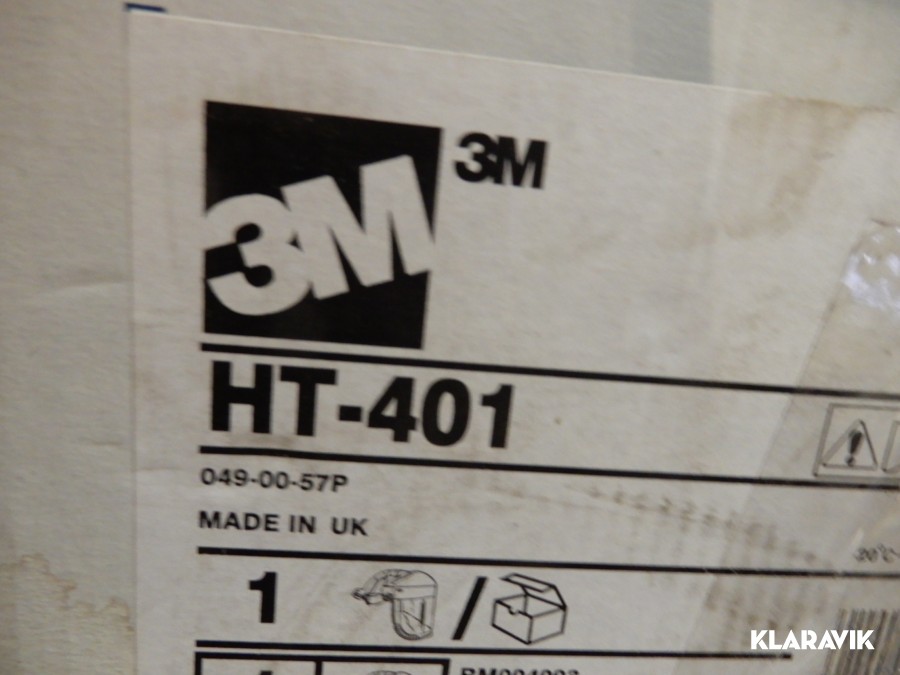 3M
3M
HT-401
049-00-57P
MADE IN UK
1 /
KLARAVIK